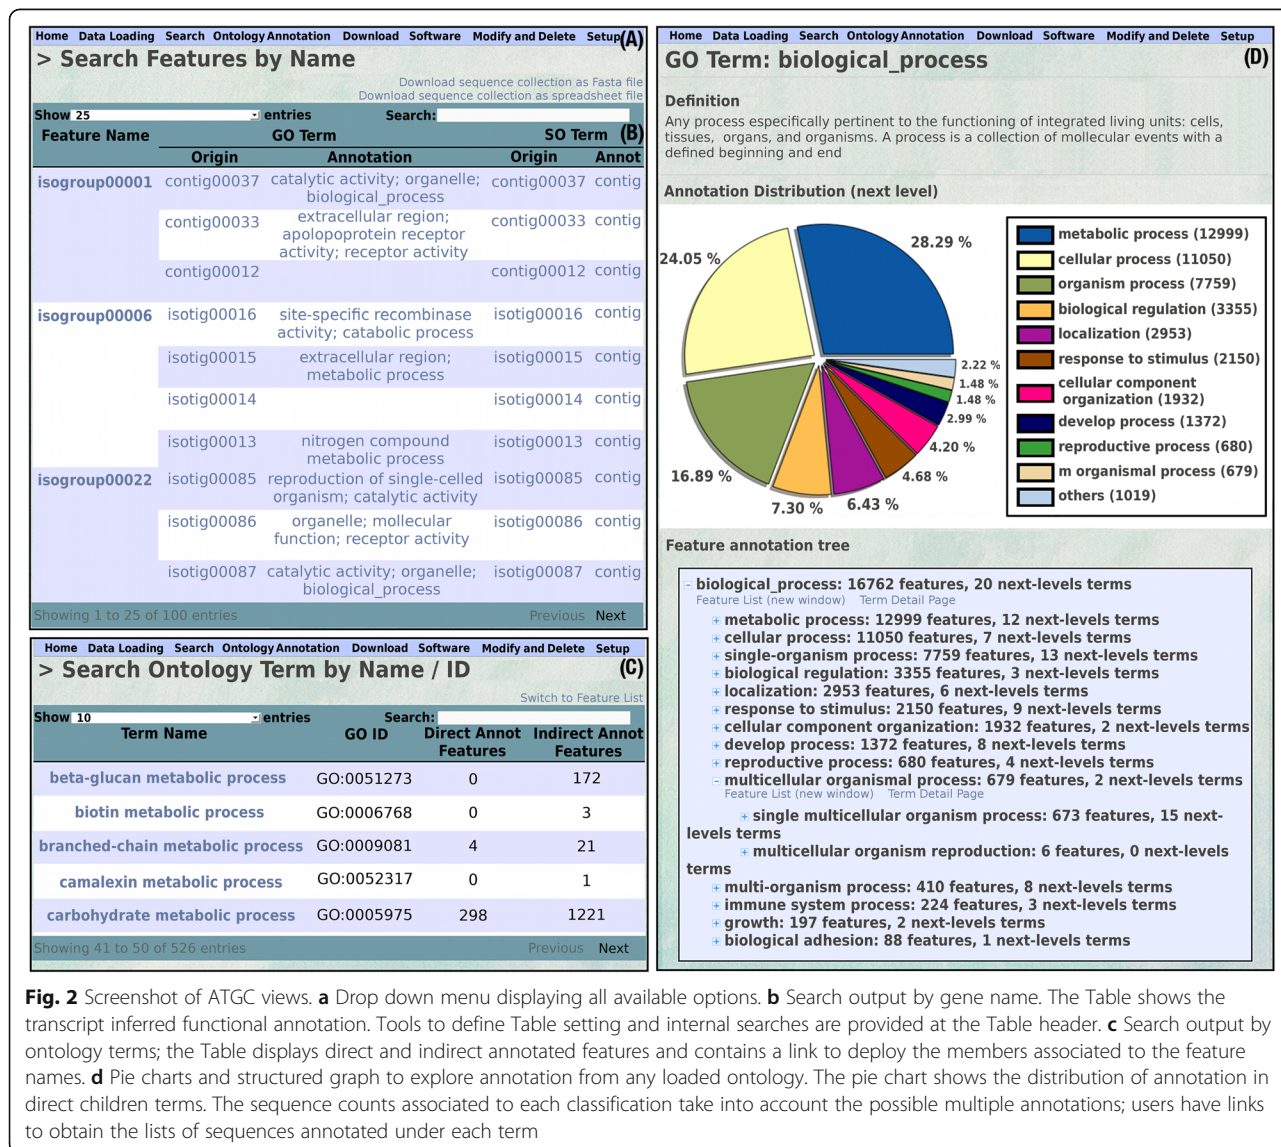 Home Data Loading Search Ontology Annotation Download Software Modify and Delete Setup (A)
> Search Features by Name
Download sequence collection as Fasta file
Download sequence collection as spreadsheet file
Show 25 entries Search:
Feature Name GO Term SO Term (B)
Origin Annotation Origin Annot
isogroup00001 contig00037 catalytic activity; organelle; contig00037 contig
biological_process
contig00033 extracellular region; contig00033 contig
apolopoprotein receptor
activity; receptor activity
contig00012 contig00012 contig
isogroup00006 isotig00016 site-specific recombinase isotig00016 contig
activity; catabolic process
isotig00015 extracellular region; isotig00015 contig
metabolic process
isotig00014 isotig00014 contig
isotig00013 nitrogen compound isotig00013 contig
metabolic process
isogroup00022 isotig00085 reproduction of single-celled isotig00085 contig
organism; catalytic activity
isotig00086 organelle; molecular isotig00086 contig
function; receptor activity
isotig00087 catalytic activity; organelle; isotig00087 contig
biological_process
Showing 1 to 25 of 100 entries Previous Next
Home Data Loading Search Ontology Annotation Download Software Modify and Delete Setup
> Search Ontology Term by Name / ID (C)
Switch to Feature List
Show 10 entries Search:
Term Name GO ID Direct Annot Indirect Annot
Features Features
beta-glucan metabolic process GO:0051273 0 172
biotin metabolic process GO:0006768 0 3
branched-chain metabolic process GO:0009081 4 21
camalexin metabolic process GO:0052317 0 1
carbohydrate metabolic process GO:0005975 298 1221
Showing 41 to 50 of 526 entries Previous Next
Home Data Loading Search Ontology Annotation Download Software Modify and Delete Setup
GO Term: biological_process (D)
Definition
Any process especifically pertinent to the functioning of integrated living units: cells,
tissues, organs, and organisms. A process is a collection of molecular events with a
defined beginning and end
Annotation Distribution (next level)
28.29 %
24.05 %
16.89 %
7.30 %
6.43 %
4.68 %
4.20 %
2.99 %
1.48 %
1.48 %
2.22 %
metabolic process (12999)
cellular process (11050)
organism process (7759)
biological regulation (3355)
localization (2953)
response to stimulus (2150)
cellular component
organization (1932)
develop process (1372)
reproductive process (680)
m organismal process (679)
others (1019)
Feature annotation tree
biological_process: 16762 features, 20 next-levels terms
Feature List (new window) Term Detail Page
metabolic process: 12999 features, 12 next-levels terms
cellular process: 11050 features, 7 next-levels terms
single-organism process: 7759 features, 13 next-levels terms
biological regulation: 3355 features, 3 next-levels terms
localization: 2953 features, 6 next-levels terms
response to stimulus: 2150 features, 9 next-levels terms
cellular component organization: 1932 features, 2 next-levels terms
develop process: 1372 features, 8 next-levels terms
reproductive process: 680 features, 4 next-levels terms
multicellular organismal process: 679 features, 2 next-levels terms
Feature List (new window) Term Detail Page
single multicellular organism process: 673 features, 15 next-
levels terms
multicellular organism reproduction: 6 features, 0 next-levels
terms
multi-organism process: 410 features, 8 next-levels terms
immune system process: 224 features, 3 next-levels terms
growth: 197 features, 2 next-levels terms
biological adhesion: 88 features, 1 next-levels terms
Fig. 2 Screenshot of ATGC views. a Drop down menu displaying all available options. b Search output by gene name. The Table shows the
transcript inferred functional annotation. Tools to define Table setting and internal searches are provided at the Table header. c Search output by
ontology terms; the Table displays direct and indirect annotated features and contains a link to deploy the members associated to the feature
names. d Pie charts and structured graph to explore annotation from any loaded ontology. The pie chart shows the distribution of annotation in
direct children terms. The sequence counts associated to each classification take into account the possible multiple annotations; users have links
to obtain the lists of sequences annotated under each term